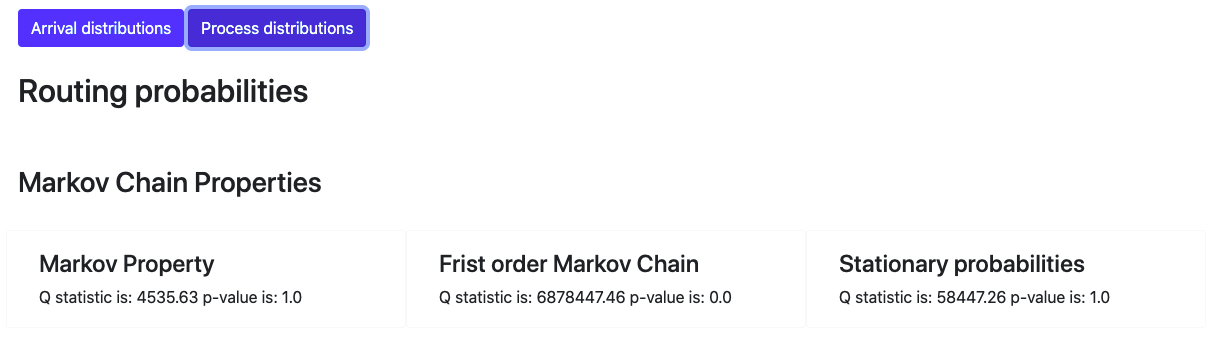 Arrival distributions
Process distributions
Routing probabilities
Markov Chain Properties
Markov Property
Q statistic is: 4535.63 p-value is: 1.0
Frist order Markov Chain
Q statistic is: 6878447.46 p-value is: 0.0
Stationary probabilities
Q statistic is: 58447.26 p-value is: 1.0